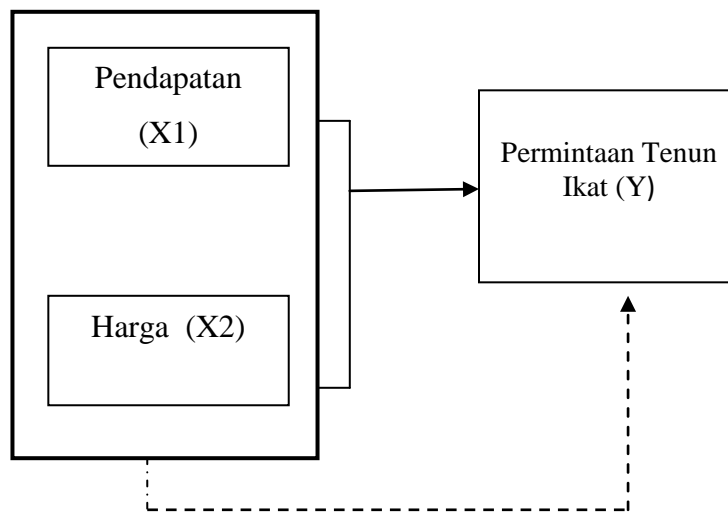 Pendapatan
(X1)
Harga (X2)
Permintaan Tenun
Ikat (Y)